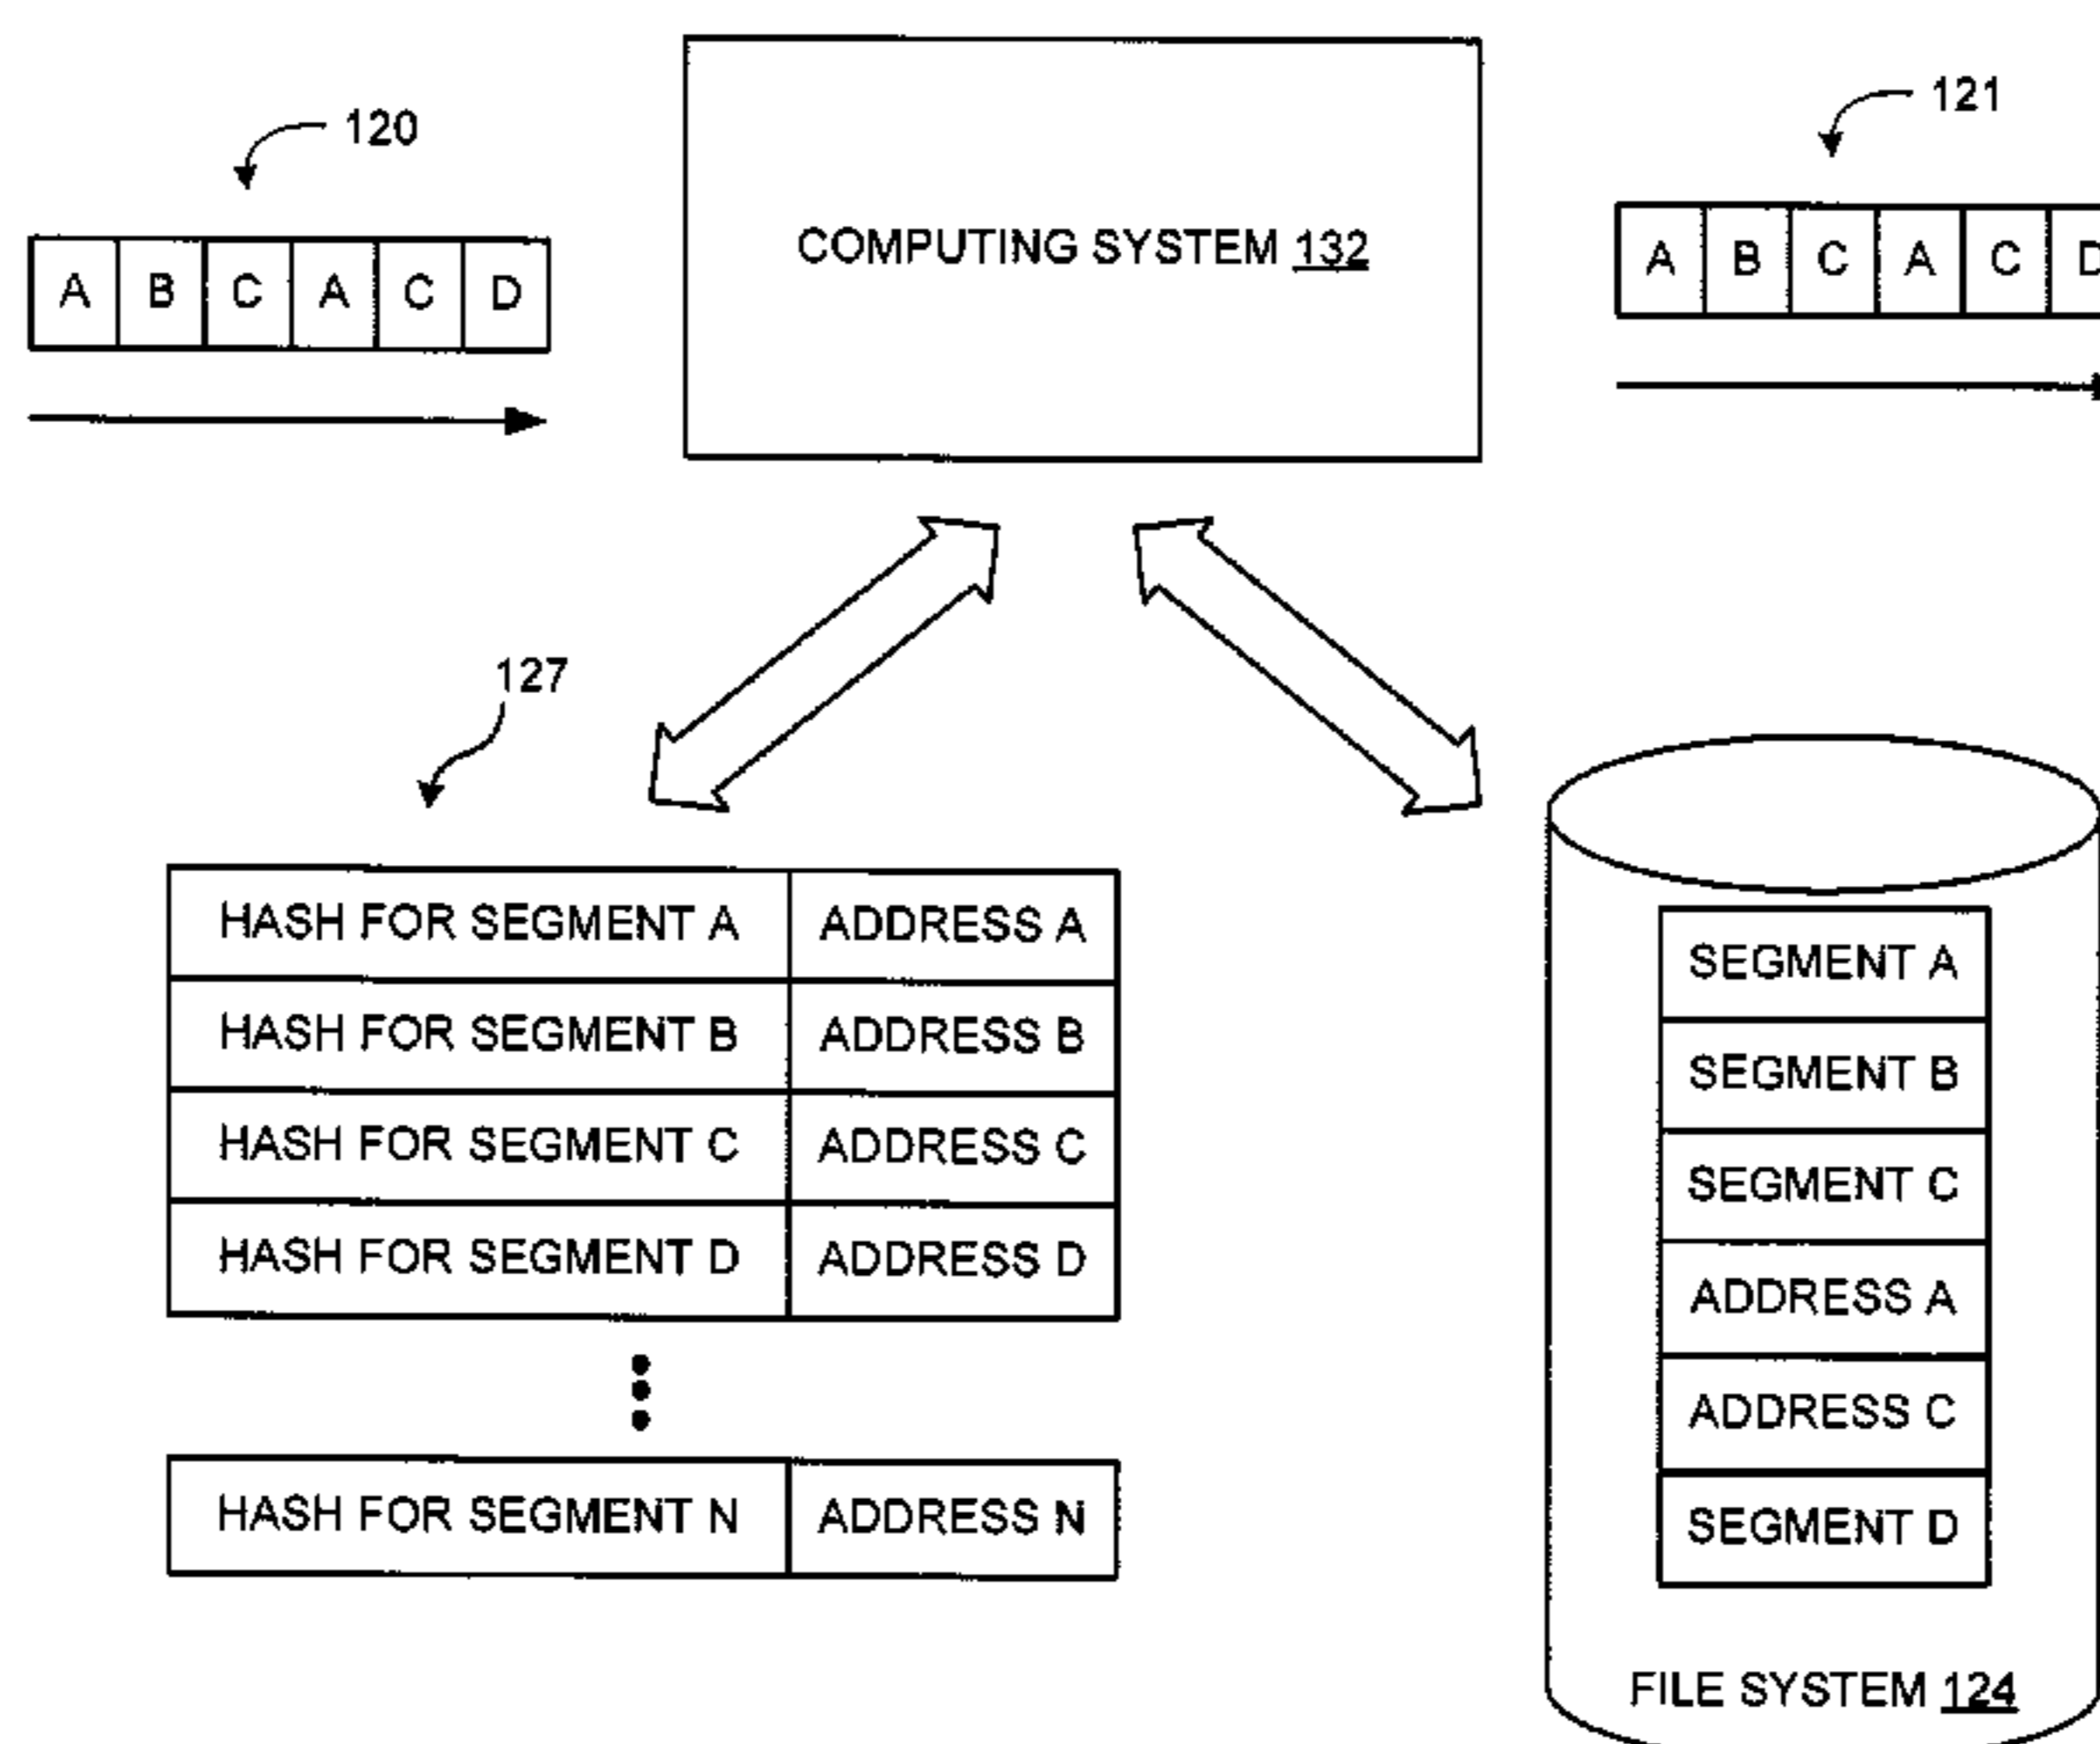 120
A B C A C D
COMPUTING SYSTEM 132
121
A B C A C D
127
HASH FOR SEGMENT A ADDRESS A
HASH FOR SEGMENT B ADDRESS B
HASH FOR SEGMENT C ADDRESS C
HASH FOR SEGMENT D ADDRESS D
HASH FOR SEGMENT N ADDRESS N
SEGMENT A
SEGMENT B
SEGMENT C
ADDRESS A
ADDRESS C
SEGMENT D
FILE SYSTEM 124